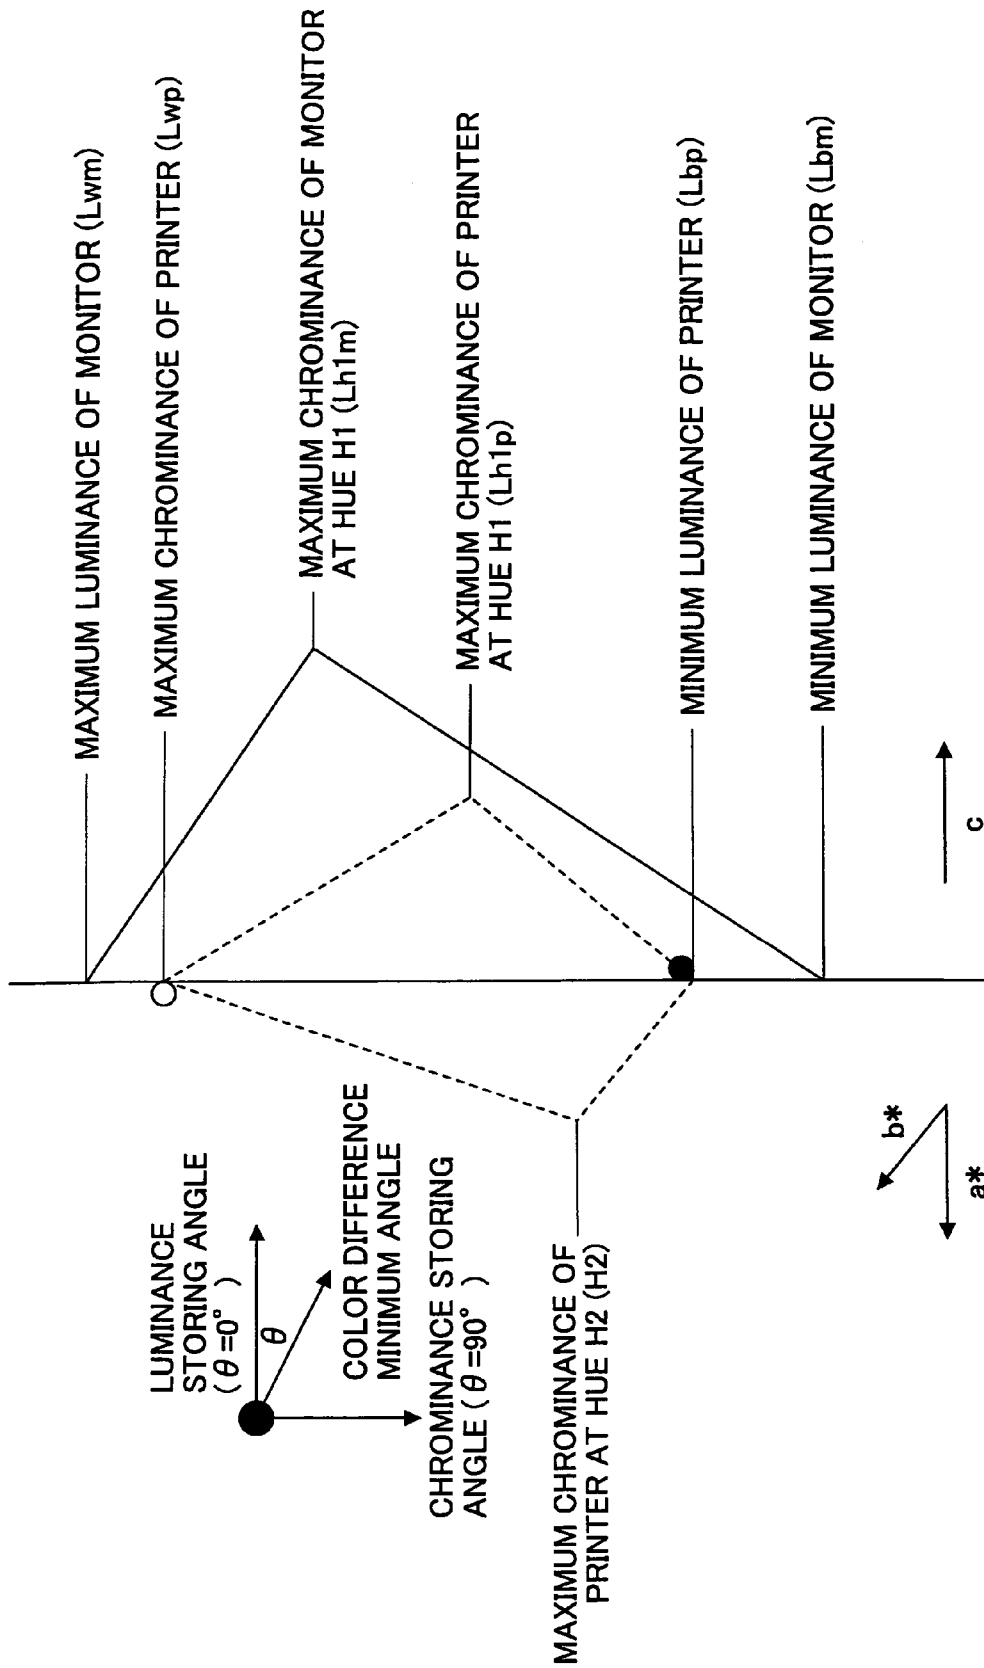 MAXIMUM LUMINANCE OF MONITOR (Lwm)
MAXIMUM CHROMINANCE OF PRINTER (Lwp)
MAXIMUM CHROMINANCE OF MONITOR
AT HUE H1 (Lh1m)
MAXIMUM CHROMINANCE OF PRINTER
AT HUE H1 (Lh1p)
MINIMUM LUMINANCE OF PRINTER (Lbp)
MINIMUM LUMINANCE OF MONITOR (Lbm)
LUMINANCE
STORING ANGLE
(θ=0°)
θ
COLOR DIFFERENCE
MINIMUM ANGLE
CHROMINANCE STORING
ANGLE (θ=90°)
MAXIMUM CHROMINANCE OF
PRINTER AT HUE H2 (H2)
b*
a*
c